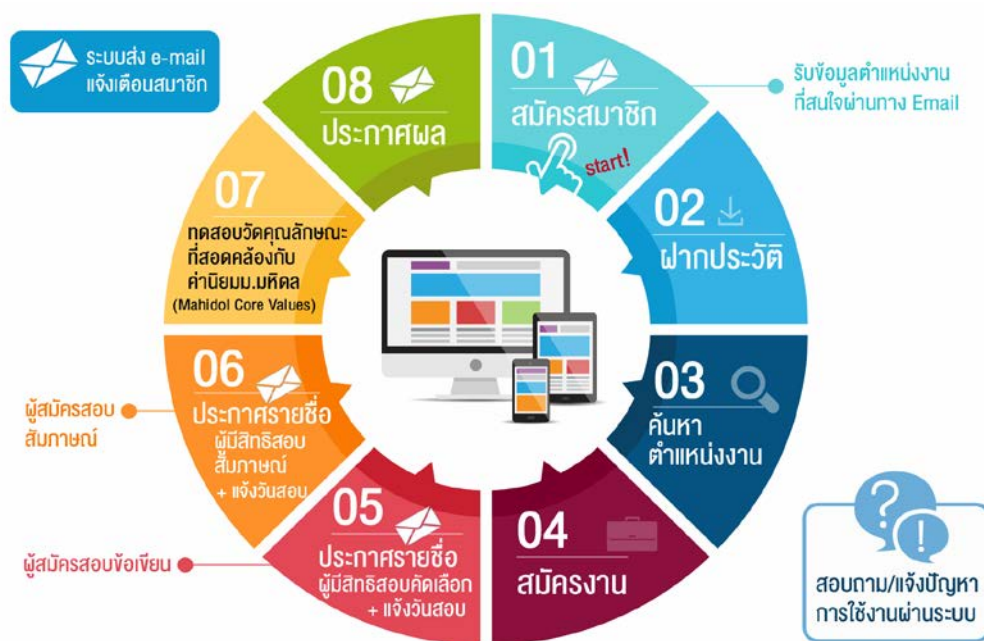 ระบบส่ง e-mail
แจ้งเตือนสมาชิก
01
สมัครสมาชิก
start!
รับข้อมูลตำแหน่งงาน
ที่สนใจผ่านทาง Email
02
ฝากประวัติ
03
ค้นหา
ตำแหน่งงาน
04
สมัครงาน
05
ประกาศรายชื่อ
ผู้มีสิทธิสอบคัดเลือก
+ แจ้งวันสอบ
ผู้สมัครสอบข้อเขียน
06
ประกาศรายชื่อ
ผู้มีสิทธิสอบ
สัมภาษณ์
+ แจ้งวันสอบ
ผู้สมัครสอบ
สัมภาษณ์
07
ทดสอบวัดคุณลักษณะ
ที่สอดคล้องกับ
ค่านิยมม.มหิดล
(Mahidol Core Values)
08
ประกาศผล
?
!
สอบถาม/แจ้งปัญหา
การใช้งานผ่านระบบ